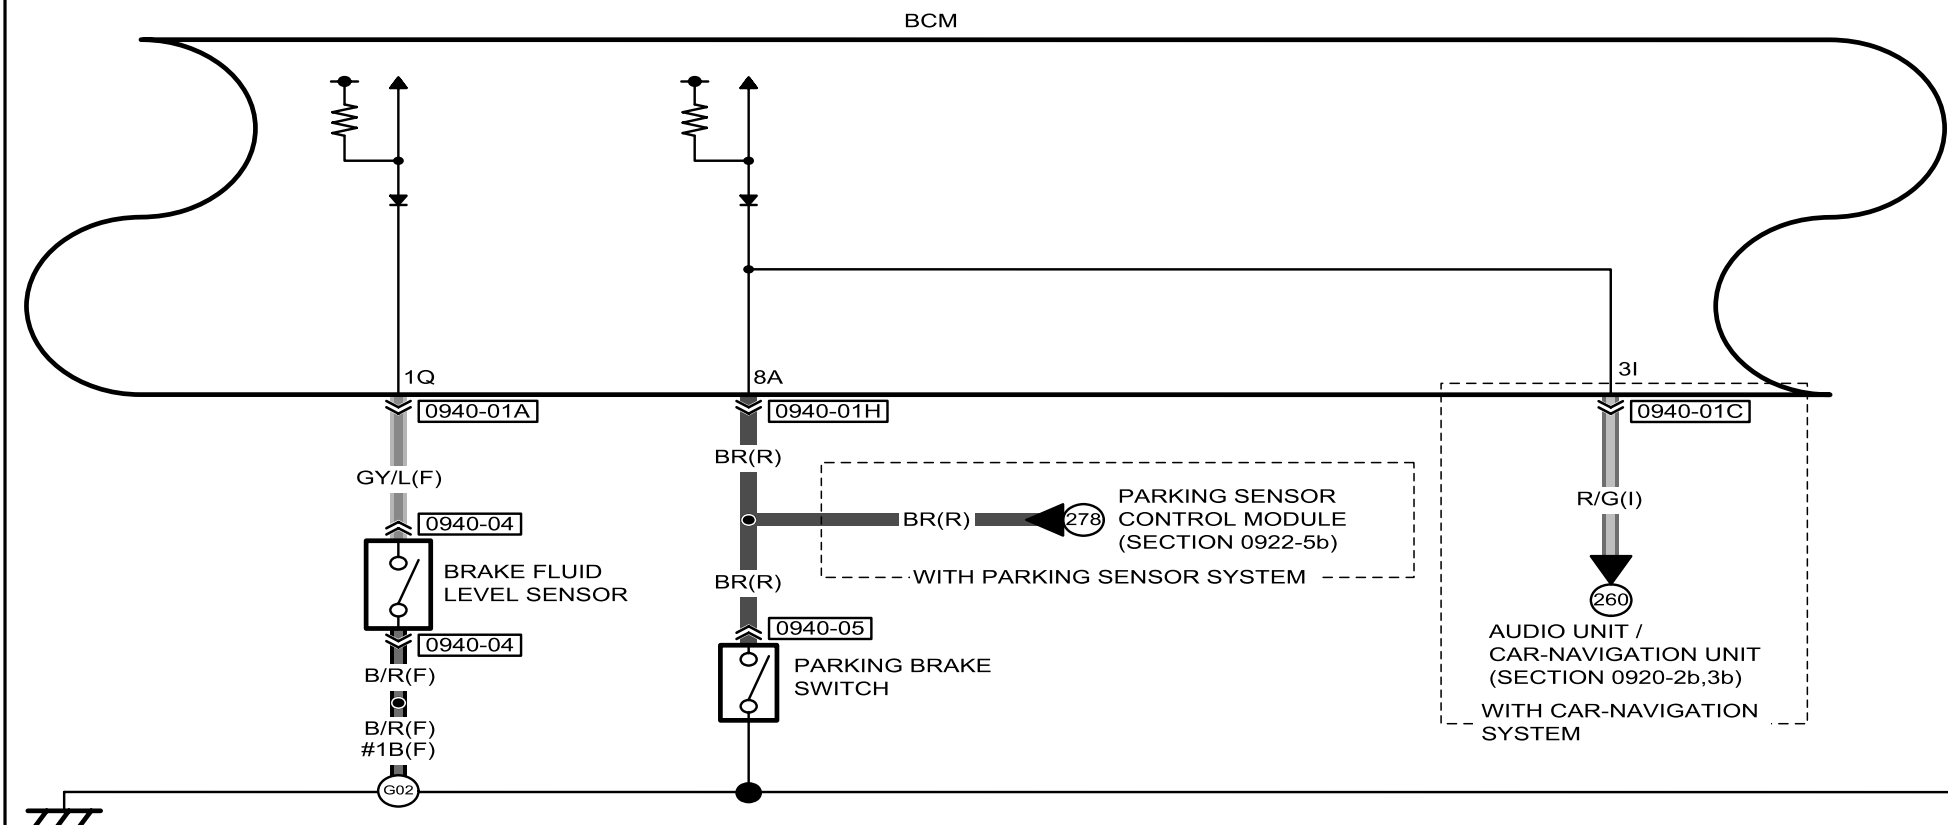 BCM
1Q
8A
3I
0940-01A
0940-01H
0940-01C
BR(R)
GY/L(F)
PARKING SENSOR
CONTROL MODULE
(SECTION 0922-5b)
278
BR(R)
R/G(I)
0940-04
BRAKE FLUID
LEVEL SENSOR
BR(R)
WITH PARKING SENSOR SYSTEM
260
0940-05
AUDIO UNIT /
CAR-NAVIGATION UNIT
(SECTION 0920-2b,3b)
0940-04
B/R(F)
PARKING BRAKE
SWITCH
WITH CAR-NAVIGATION
SYSTEM
B/R(F)
#1B(F)
G02